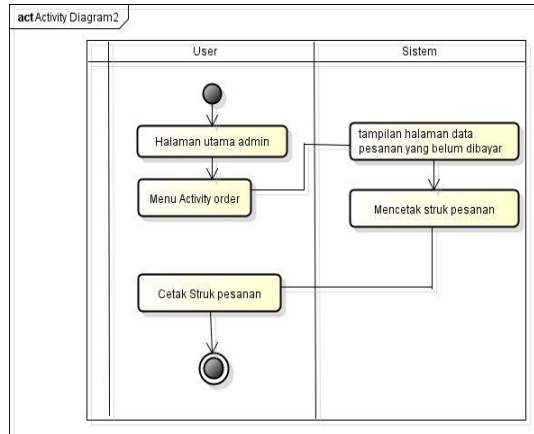 act Activity Diagram2
User
Sistem
Halaman utama admin
tampilan halaman data
pesanan yang belum dibayar
Menu Activity order
Mencetak struk pesanan
Cetak Struk pesanan